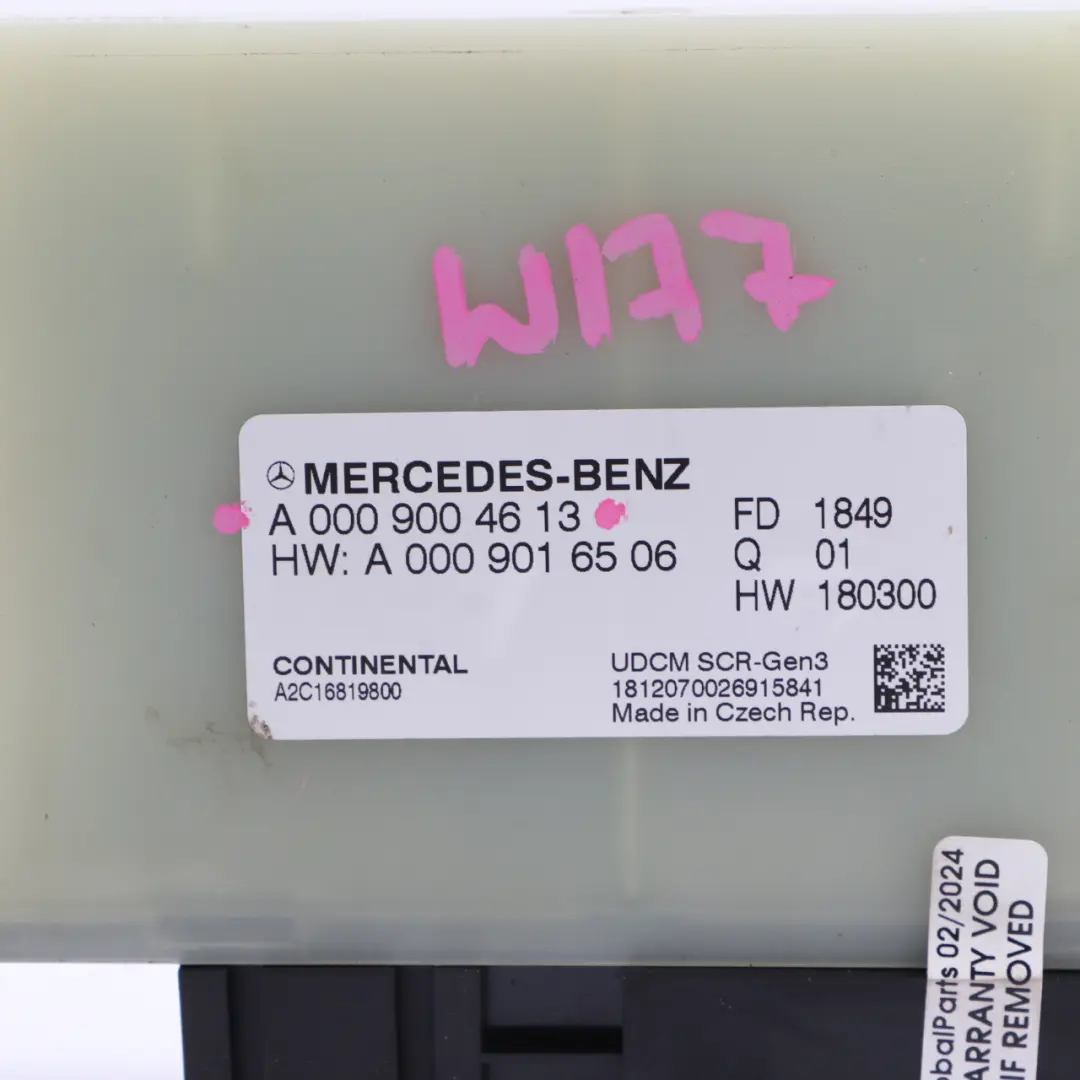 W177
MERCEDES-BENZ
A 000 900 46 13
HW: A 000 901 65 06
FD 1849
Q 01
HW 180300
CONTINENTAL
A2C16819800
UDCM SCR-Gen3
1812070026915841
Made in Czech Rep.
balParts 02/2024
ARRANTY VOID
IF REMOVED